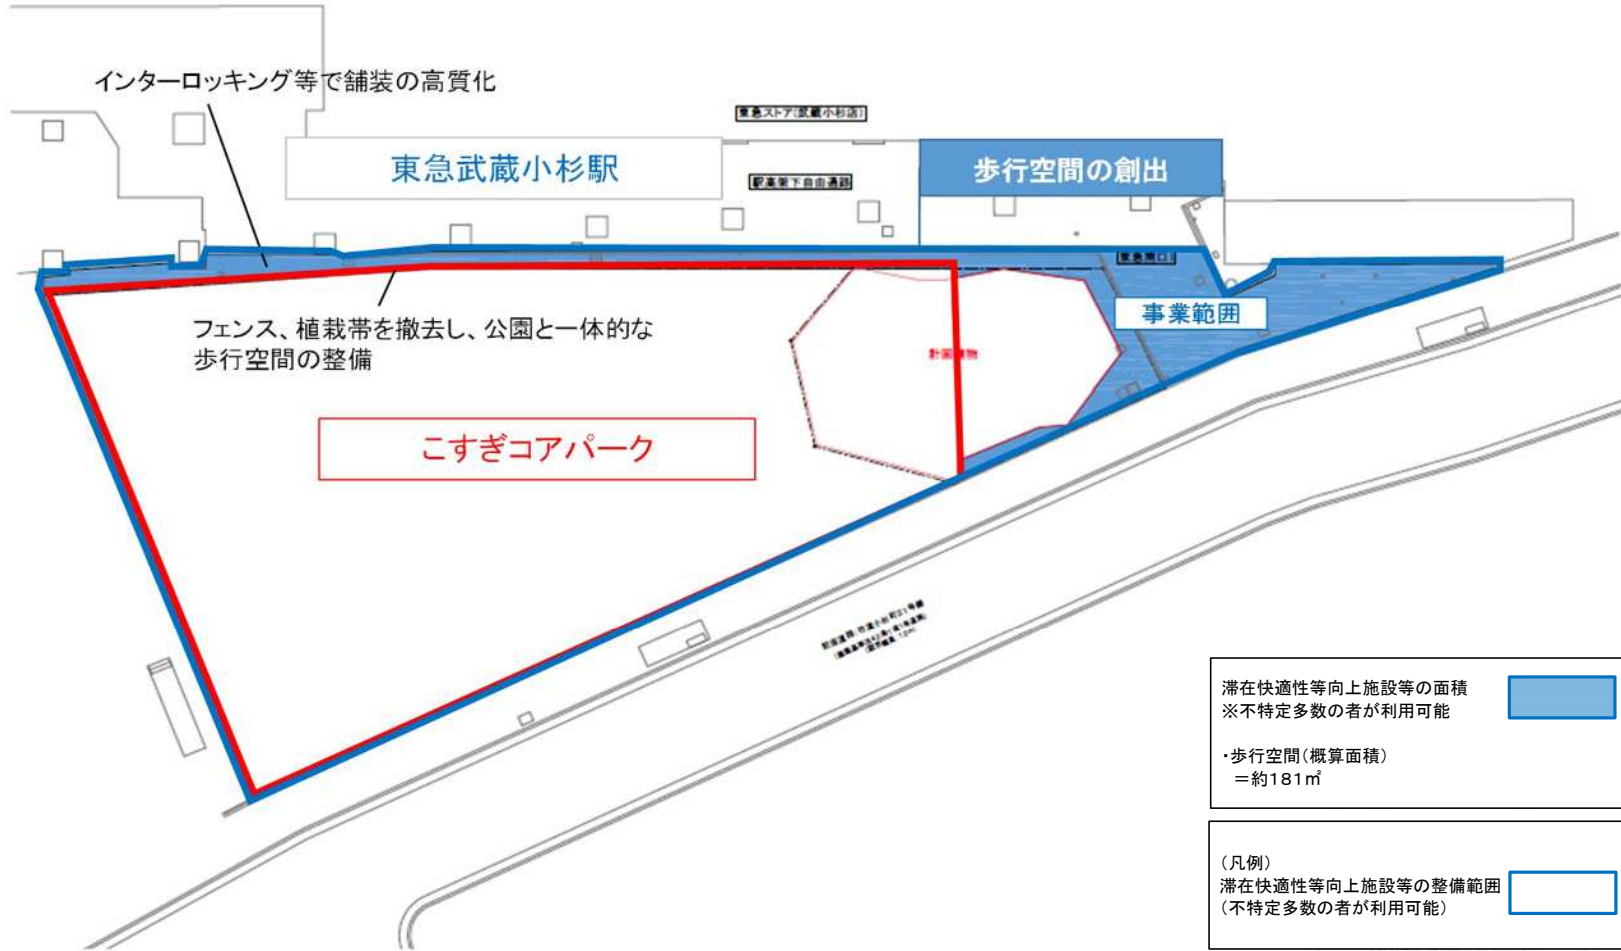 インターロッキング等で舗装の高質化
東急ストア(武蔵小杉店)
東急武蔵小杉駅
駅高架下自由通路
歩行空間の創出
東急南口
事業範囲
フェンス、植栽帯を撤去し、公園と一体的な
歩行空間の整備
計画建物
こすぎコアパーク
滞在快適性等向上施設等の面積
※不特定多数の者が利用可能
・歩行空間(概算面積)
＝約181㎡
(凡例)
滞在快適性等向上施設等の整備範囲
(不特定多数の者が利用可能)